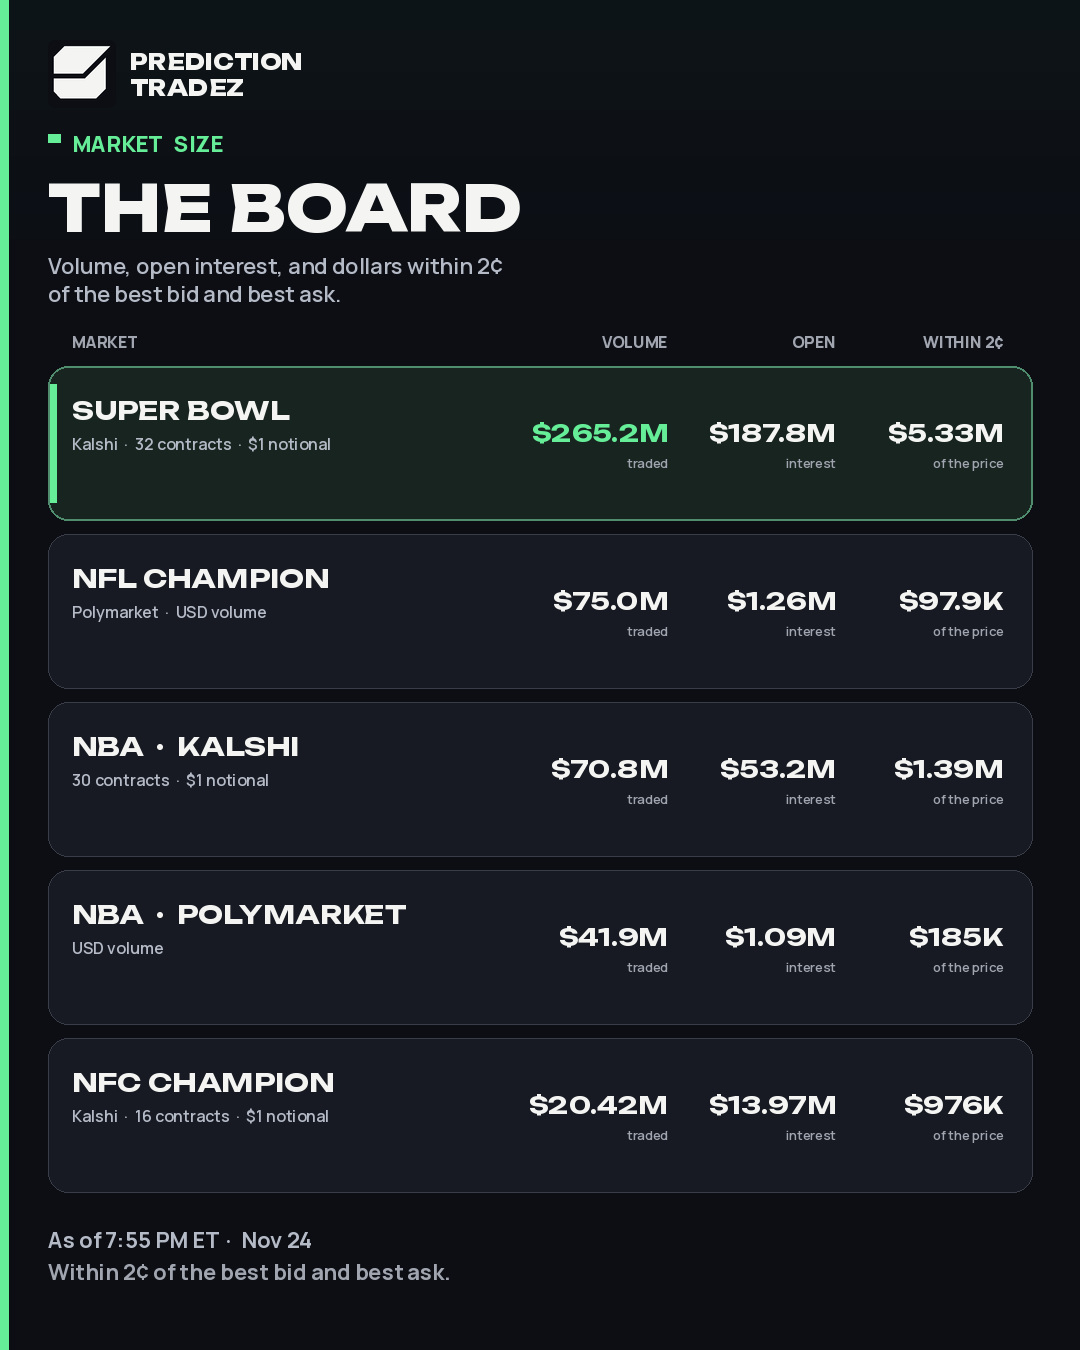 PREDICTION
TRADEZ
MARKET SIZE
THE BOARD
Volume, open interest, and dollars within 2¢
of the best bid and best ask.
MARKET VOLUME OPEN WITHIN 2¢
SUPER BOWL
Kalshi · 32 contracts · $1 notional
$265.2M $187.8M $5.33M
traded interest of the price
NFL CHAMPION
Polymarket · USD volume
$75.0M $1.26M $97.9K
traded interest of the price
NBA · KALSHI
30 contracts · $1 notional
$70.8M $53.2M $1.39M
traded interest of the price
NBA · POLYMARKET
USD volume
$41.9M $1.09M $185K
traded interest of the price
NFC CHAMPION
Kalshi · 16 contracts · $1 notional
$20.42M $13.97M $976K
traded interest of the price
As of 7:55 PM ET · Nov 24
Within 2¢ of the best bid and best ask.